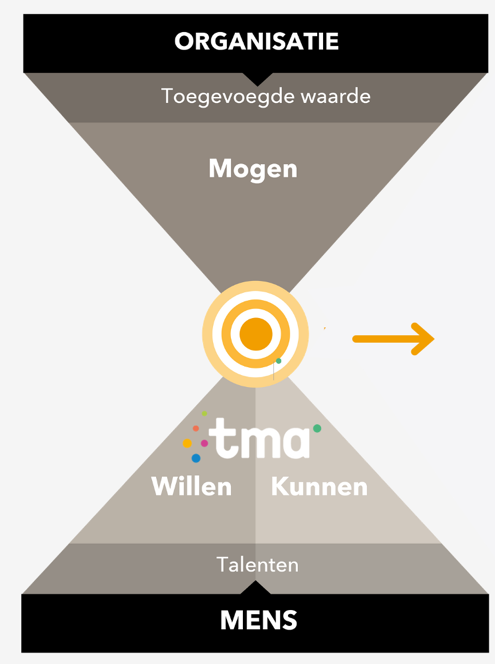 ORGANISATIE
Toegevoegde waarde
Mogen
tma
Willen Kunnen
Talenten
MENS